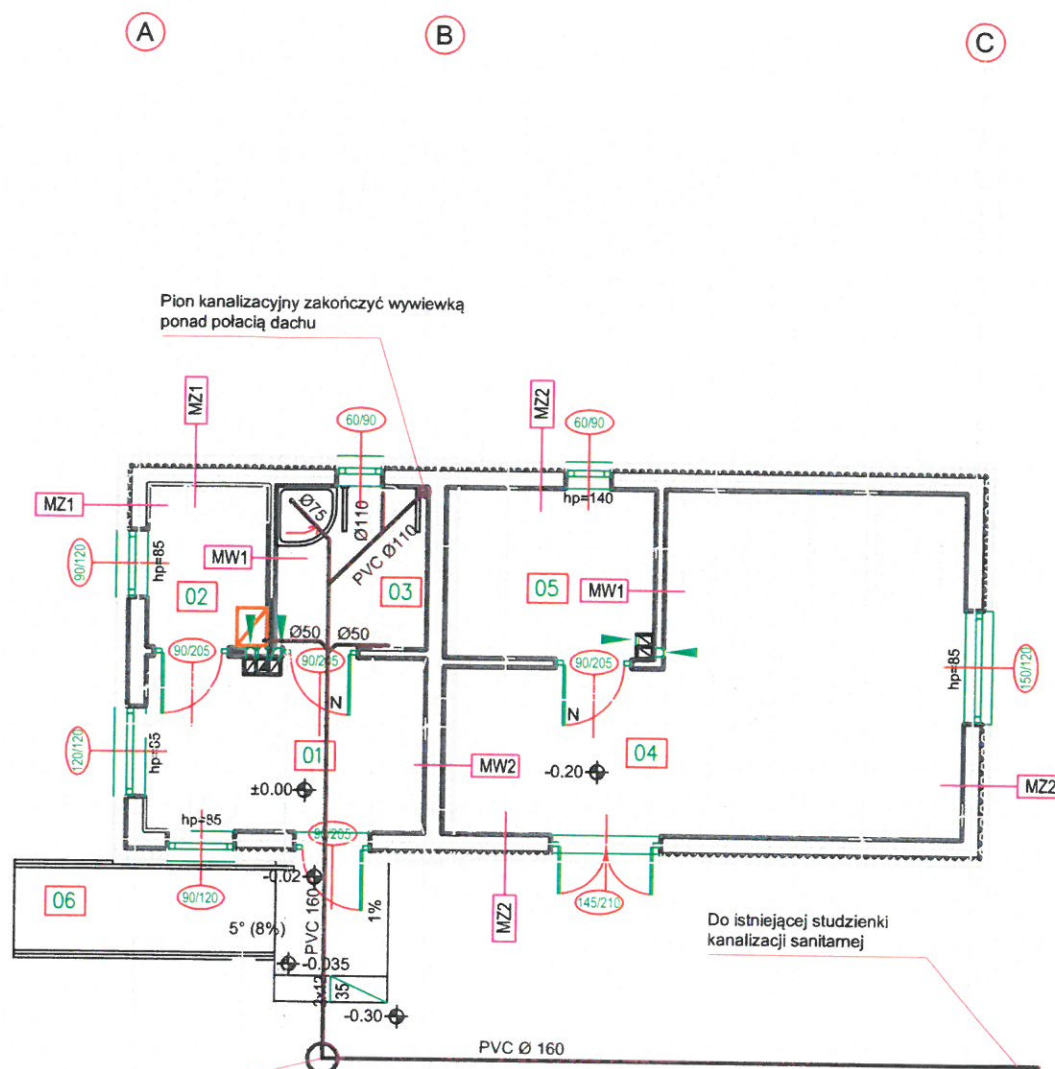 A
B
C
Pion kanalizacyjny zakończyć wywiewką
ponad połacią dachu
MZ1
MZ2
60/90
60/90
MZ1
hp=140
Ø75
Ø110
PVC Ø110
90/120
hp=85
MW1
02
03
05
MW1
Ø50
Ø50
90/205
90/205
90/205
150/120
hp=85
N
N
120/120
hp=85
01
MW2
04
-0.20
±0.00
MZ2
hp=85
90/205
-0.02
90/120
145/210
MZ2
06
5° (8%)
PVC 160
1%
Do istniejącej studzienki
kanalizacji sanitarnej
-0.035
35
-0.30
PVC Ø 160